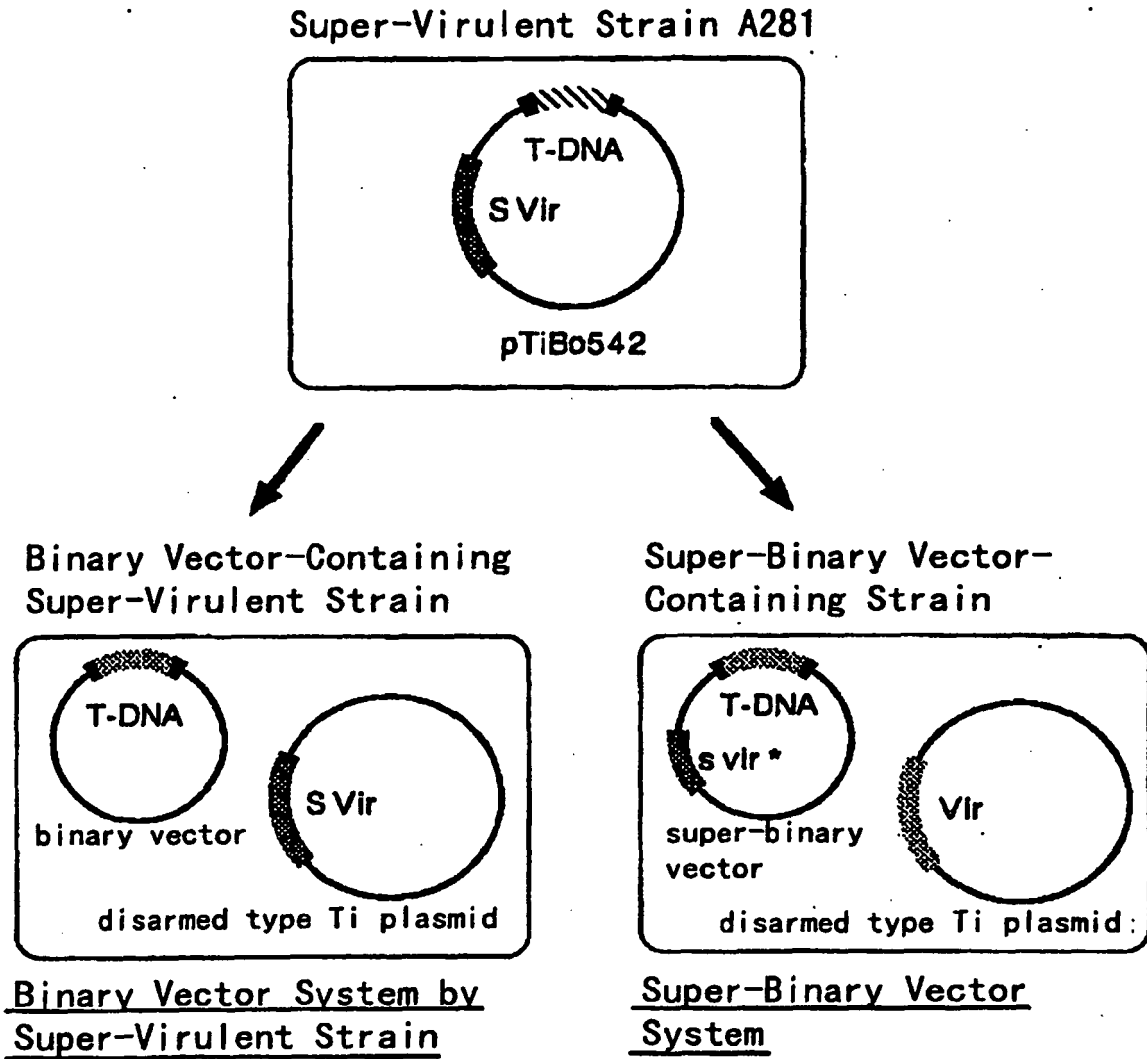 Super-Virulent Strain A281
T-DNA
S Vir
pTiBo542
Binary Vector-Containing
Super-Virulent Strain
T-DNA
S Vir
binary vector
disarmed type Ti plasmid
Binary Vector System by
Super-Virulent Strain
Super-Binary Vector-
Containing Strain
T-DNA
s vir *
Vir
super-binary
vector
disarmed type Ti plasmid
Super-Binary Vector
System